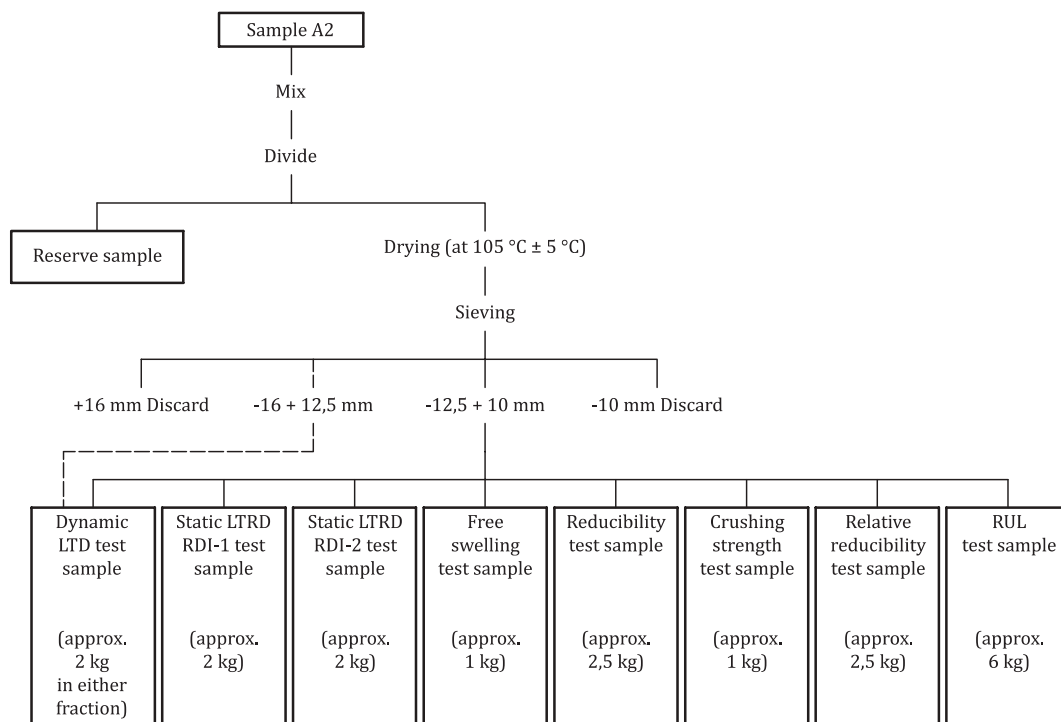 Sample A2
Mix
Divide
Reserve sample
Drying (at 105 °C ± 5 °C)
Sieving
+16 mm Discard
-16 + 12,5 mm
-12,5 + 10 mm
-10 mm Discard
Dynamic
LTD test
sample
(approx.
2 kg
in either
fraction)
Static LTRD
RDI-1 test
sample
(approx.
2 kg)
Static LTRD
RDI-2 test
sample
(approx.
2 kg)
Free
swelling
test sample
(approx.
1 kg)
Reducibility
test sample
(approx.
2,5 kg)
Crushing
strength
test sample
(approx.
1 kg)
Relative
reducibility
test sample
(approx.
2,5 kg)
RUL
test sample
(approx.
6 kg)